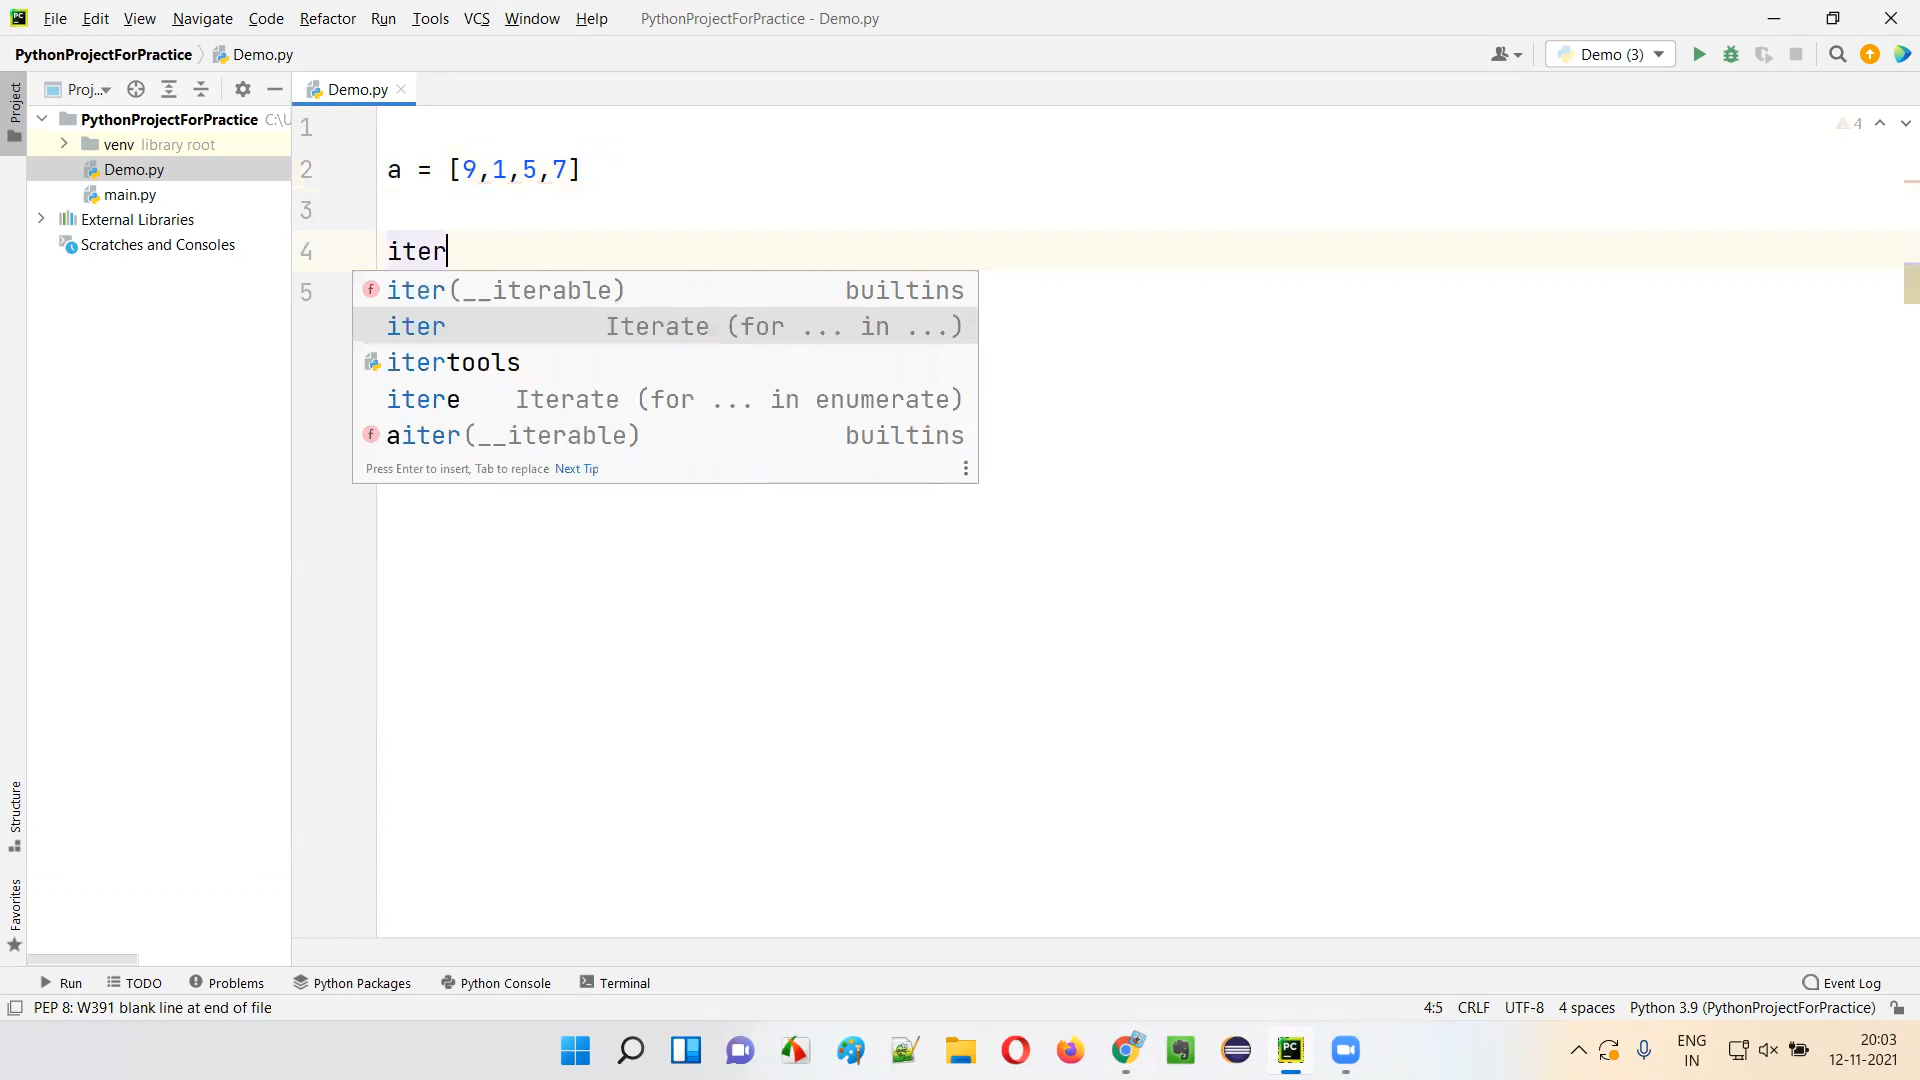 File Edit View Navigate Code Refactor Run Tools VCS Window Help PythonProjectForPractice - Demo.py
PythonProjectForPractice Demo.py Demo (3)
Project
Proj... Demo.py
PythonProjectForPractice C:\U
venv library root
Demo.py
main.py
External Libraries
Scratches and Consoles
1
2 a = [9,1,5,7]
3
4 iter
5
4
iter(__iterable) builtins
iter Iterate (for ... in ...)
itertools
itere Iterate (for ... in enumerate)
aiter(__iterable) builtins
Press Enter to insert, Tab to replace Next Tip
Structure
Favorites
Run TODO Problems Python Packages Python Console Terminal Event Log
PEP 8: W391 blank line at end of file 4:5 CRLF UTF-8 4 spaces Python 3.9 (PythonProjectForPractice)
ENG 20:03
IN 12-11-2021